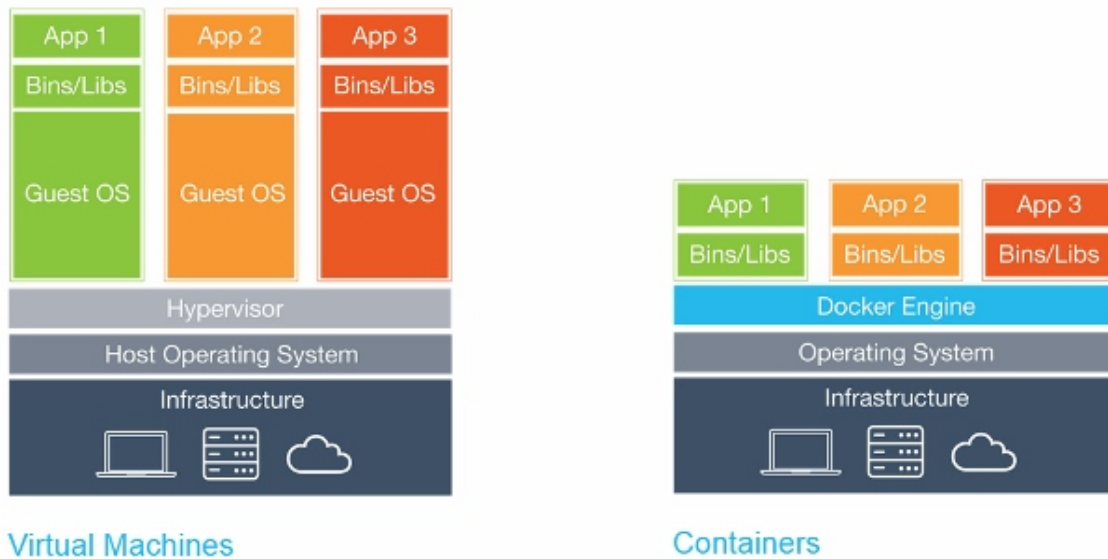 App 1
App 2
App 3
Bins/Libs
Bins/Libs
Bins/Libs
Guest OS
Guest OS
Guest OS
Hypervisor
Host Operating System
Infrastructure
Virtual Machines
App 1
App 2
App 3
Bins/Libs
Bins/Libs
Bins/Libs
Docker Engine
Operating System
Infrastructure
Containers